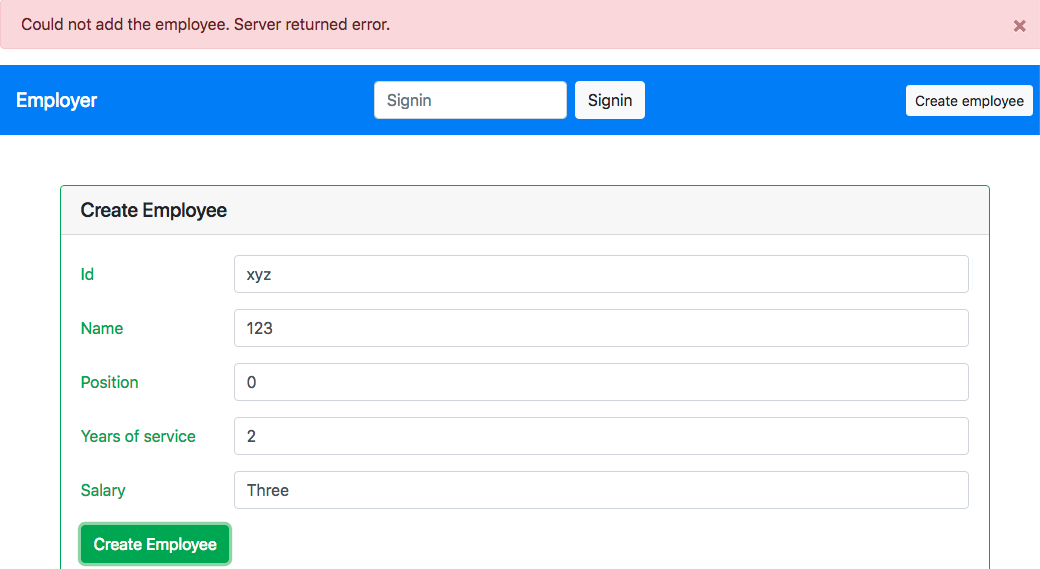 Could not add the employee. Server returned error.
×
Employer
Signin
Signin
Create employee
Create Employee
Id
xyz
Name
123
Position
0
Years of service
2
Salary
Three
Create Employee